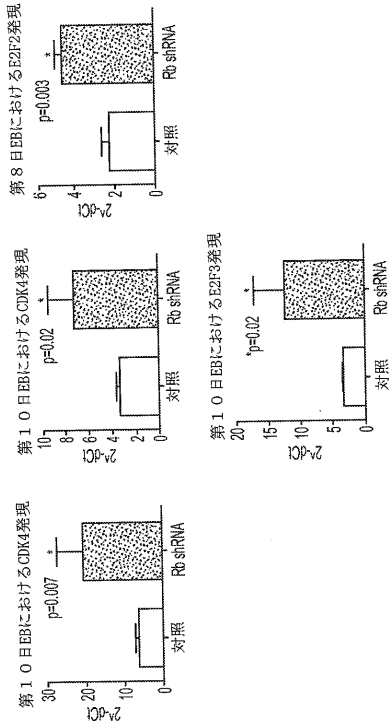 第10日EBにおけるCDK4発現
p=0.007
*
2^-dCt
30
20
10
0
対照
Rb shRNA
第10日EBにおけるCDK4発現
p=0.02
*
2^-dCt
10
8
6
4
2
0
対照
Rb shRNA
第8日EBにおけるE2F2発現
p=0.003
*
2^-dCt
6
4
2
0
対照
Rb shRNA
第10日EBにおけるE2F3発現
*p=0.02
*
2^-dCt
20
15
10
5
0
対照
Rb shRNA